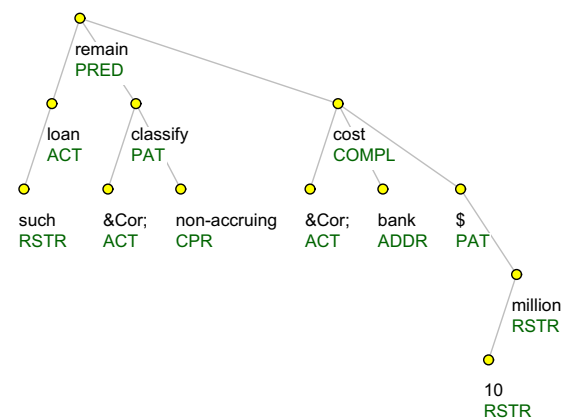 remain
PRED
loan
ACT
classify
PAT
cost
COMPL
such
RSTR
&Cor;
ACT
non-accruing
CPR
&Cor;
ACT
bank
ADDR
$
PAT
million
RSTR
10
RSTR